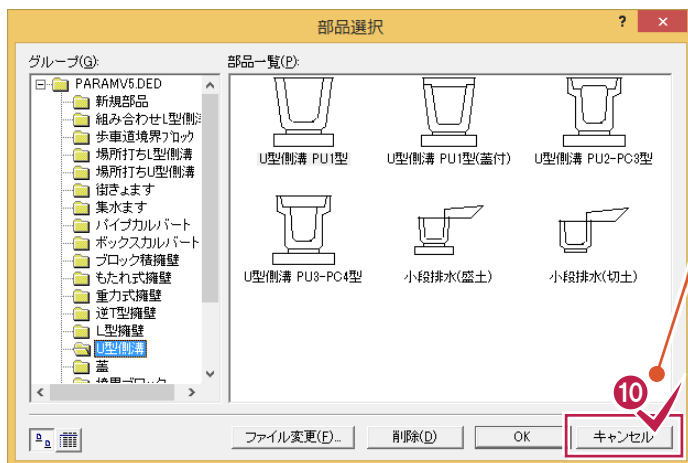 部品選択
?
×
グループ(G):
部品一覧(P):
PARAMV5.DED
新規部品
組み合わせL型側溝
歩車道境界ブロック
場所打ちL型側溝
場所打ちU型側溝
街きょます
集水ます
パイプカルバート
ボックスカルバート
ブロック積擁壁
もたれ式擁壁
重力式擁壁
逆T型擁壁
L型擁壁
U型側溝
蓋
境界ブロック
U型側溝 PU1型
U型側溝 PU1型(蓋付)
U型側溝 PU2-PC3型
U型側溝 PU3-PC4型
小段排水(盛土)
小段排水(切土)
10
ファイル変更(F)...
削除(D)
OK
キャンセル